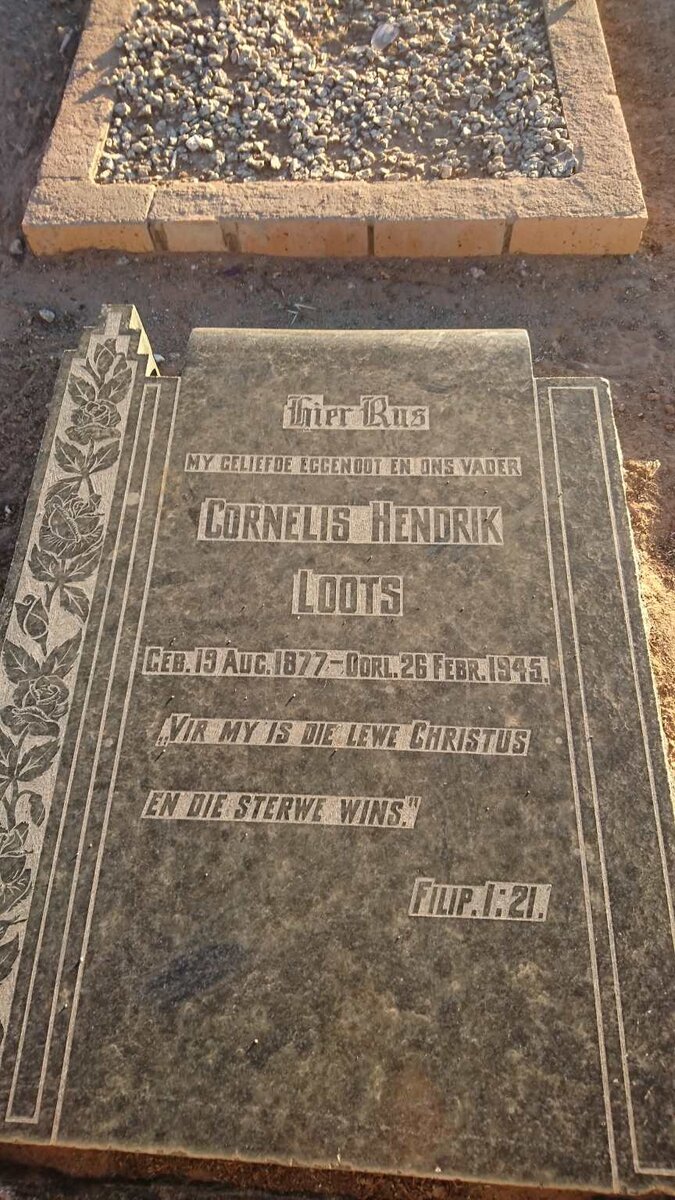 Hier Rus
MY GELIEFDE EGGENOOT EN ONS VADER
CORNELIS HENDRIK
LOOTS
GEB. 15 AUG. 1877 – OORL. 26 FEBR. 1945.
„VIR MY IS DIE LEWE CHRISTUS
EN DIE STERWE WINS."
FILIP. 1:21.